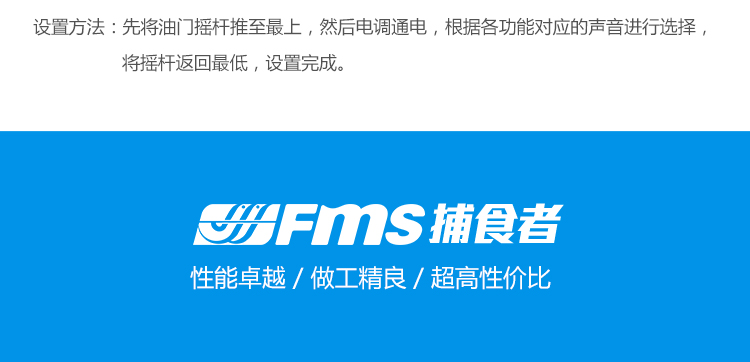 设置方法：先将油门摇杆推至最上，然后电调通电，根据各功能对应的声音进行选择，
将摇杆返回最低，设置完成。
FMS 捕食者
性能卓越 / 做工精良 / 超高性价比